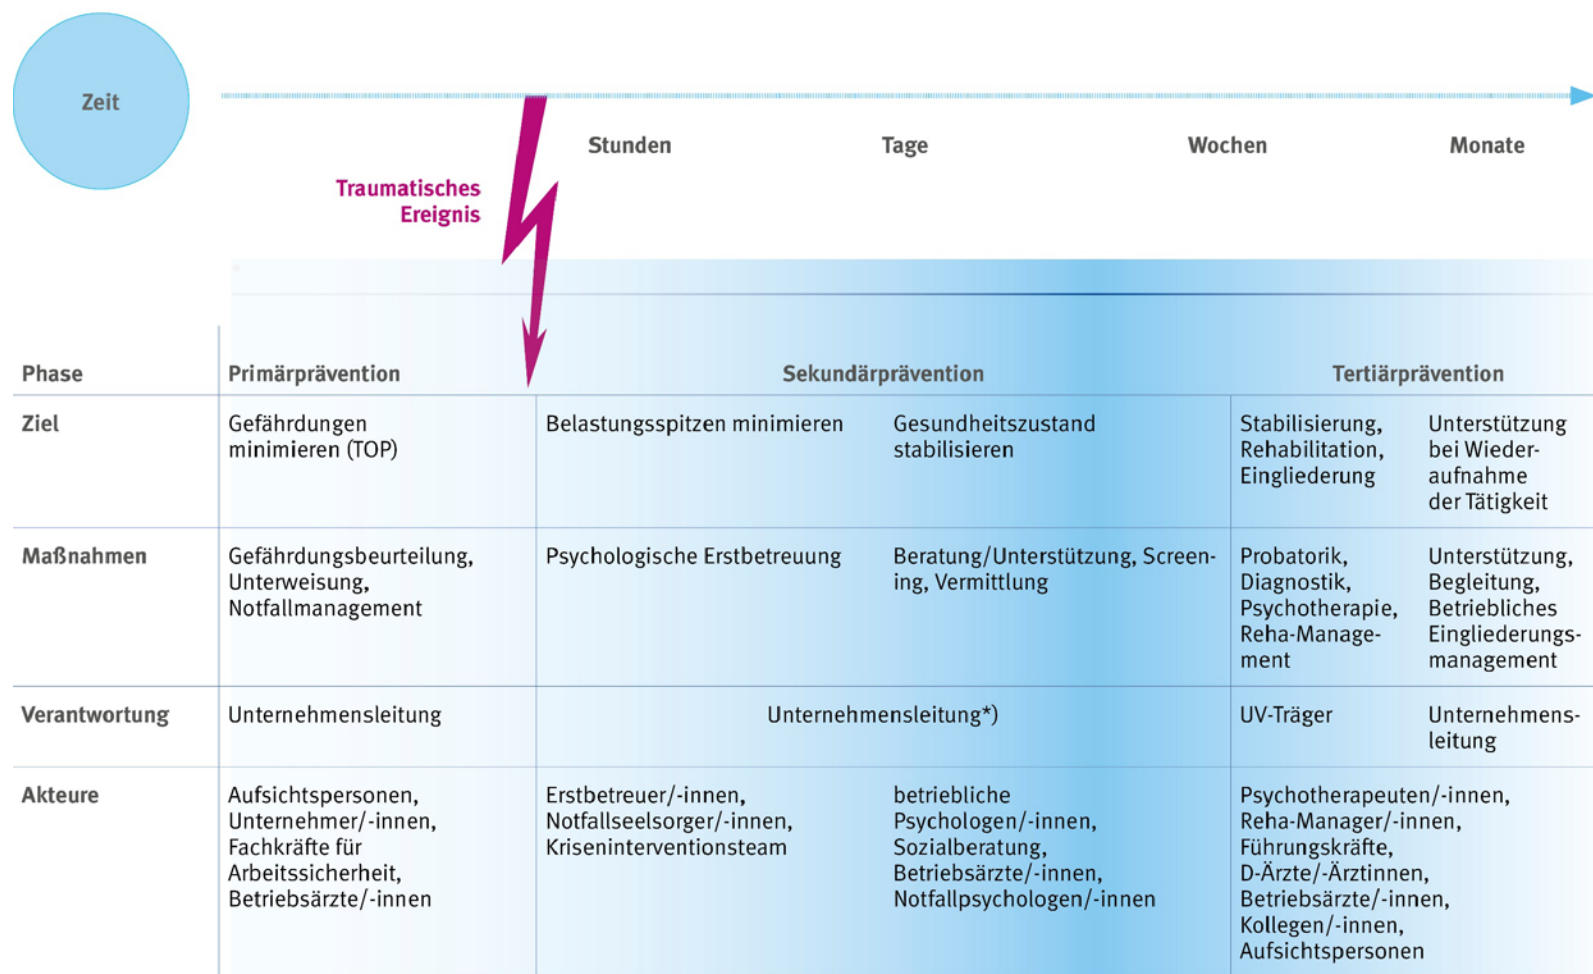 Zeit
Stunden
Tage
Wochen
Monate
Traumatisches
Ereignis
Phase
Primärprävention
Sekundärprävention
Tertiärprävention
Ziel
Gefährdungen
minimieren (TOP)
Belastungsspitzen minimieren
Gesundheitszustand
stabilisieren
Stabilisierung,
Rehabilitation,
Eingliederung
Unterstützung
bei Wieder-
aufnahme
der Tätigkeit
Maßnahmen
Gefährdungsbeurteilung,
Unterweisung,
Notfallmanagement
Psychologische Erstbetreuung
Beratung/Unterstützung, Screen-
ing, Vermittlung
Probatorik,
Diagnostik,
Psychotherapie,
Reha-Manage-
ment
Unterstützung,
Begleitung,
Betriebliches
Eingliederungs-
management
Verantwortung
Unternehmensleitung
Unternehmensleitung*)
UV-Träger
Unternehmens-
leitung
Akteure
Aufsichtspersonen,
Unternehmer/-innen,
Fachkräfte für
Arbeitssicherheit,
Betriebsärzte/-innen
Erstbetreuer/-innen,
Notfallseelsorger/-innen,
Kriseninterventionsteam
betriebliche
Psychologen/-innen,
Sozialberatung,
Betriebsärzte/-innen,
Notfallpsychologen/-innen
Psychotherapeuten/-innen,
Reha-Manager/-innen,
Führungskräfte,
D-Ärzte/-Ärztinnen,
Betriebsärzte/-innen,
Kollegen/-innen,
Aufsichtspersonen